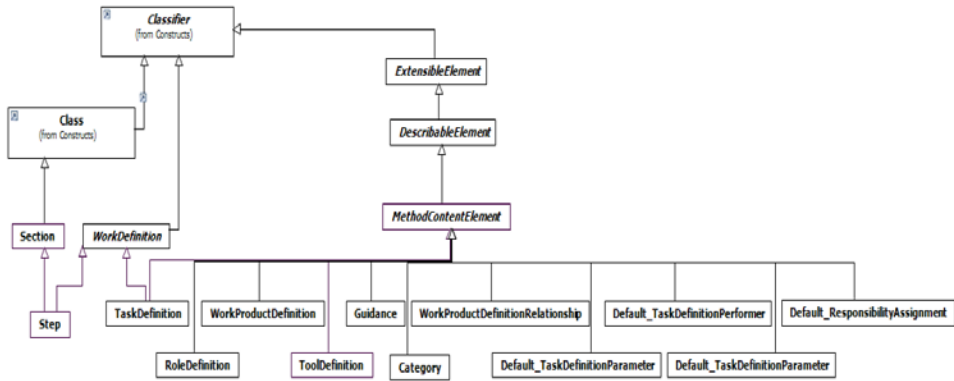 Classifier
(from Constructs)
ExtensibleElement
Class
(from Constructs)
DescribableElement
MethodContentElement
Section
WorkDefinition
TaskDefinition
WorkProductDefinition
Guidance
WorkProductDefinitionRelationship
Default_TaskDefinitionPerformer
Default_ResponsibilityAssignment
Step
RoleDefinition
ToolDefinition
Category
Default_TaskDefinitionParameter
Default_TaskDefinitionParameter